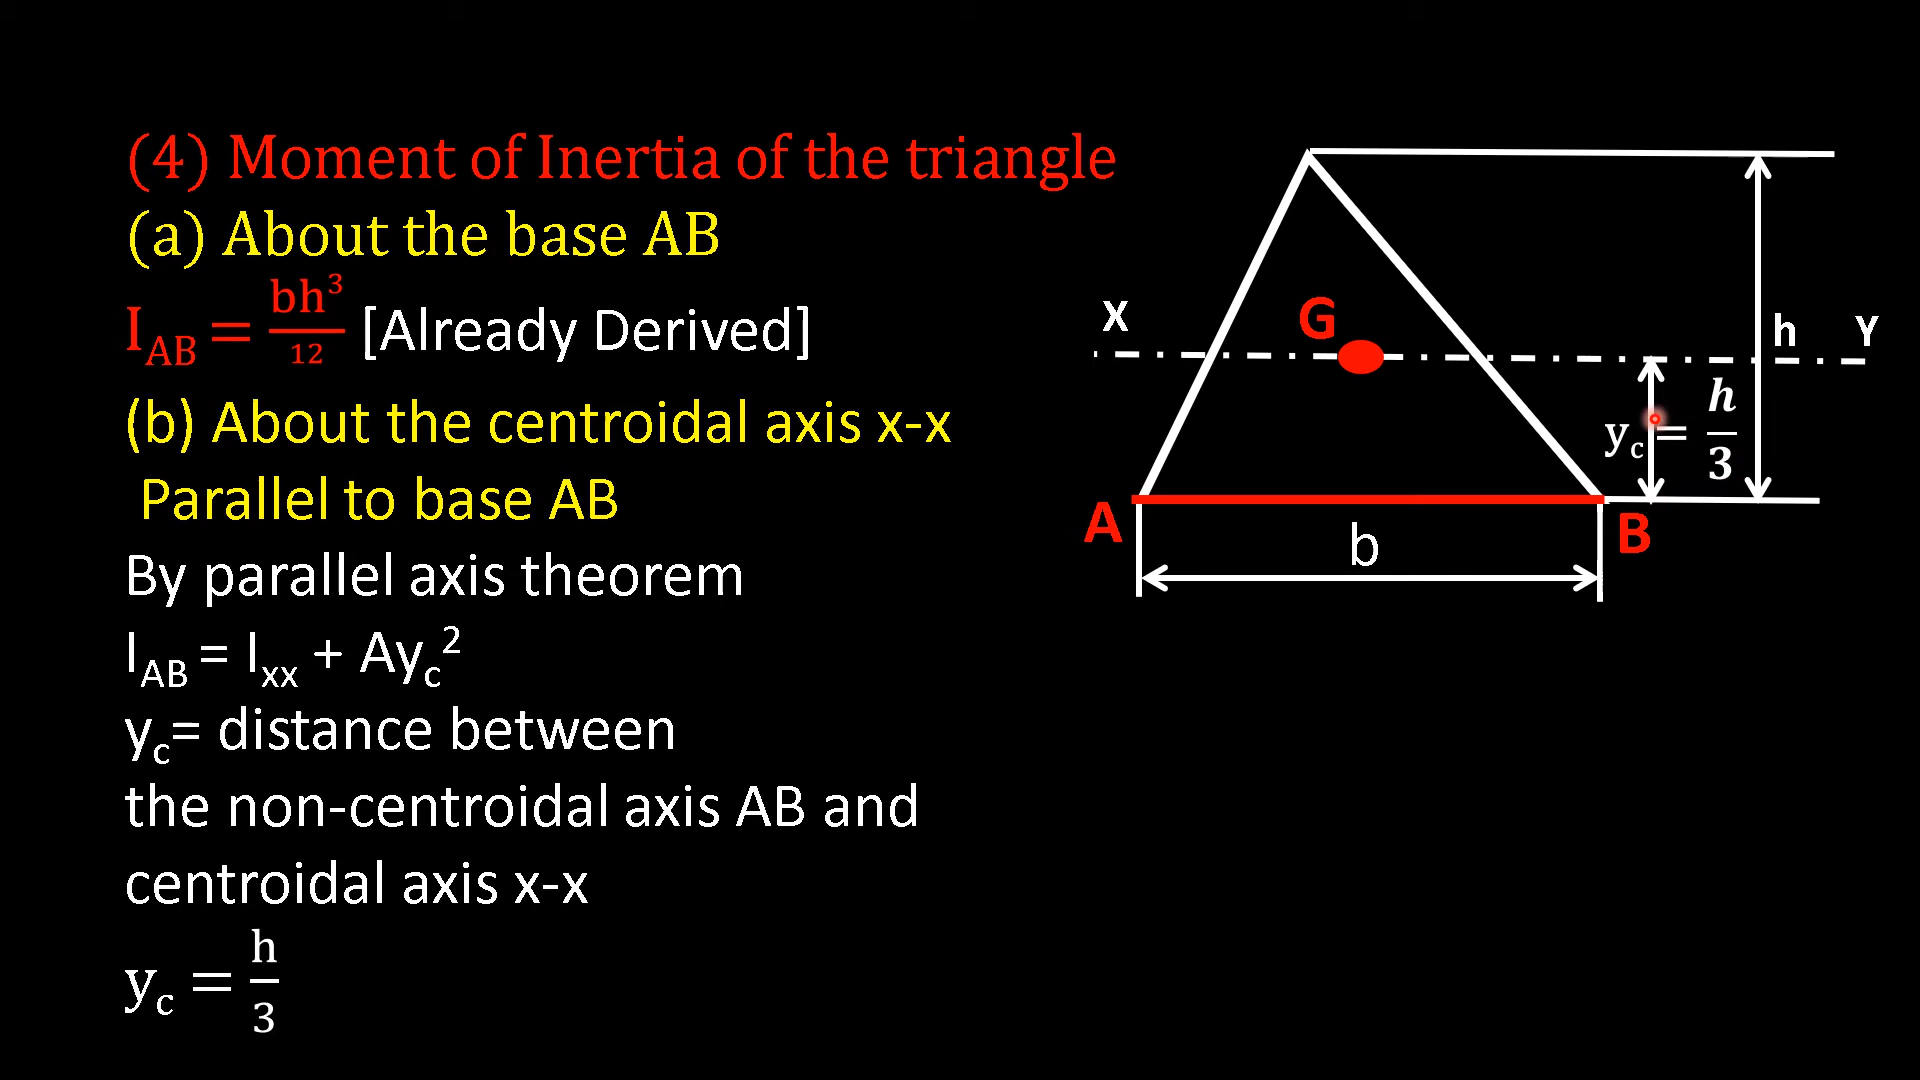 (4) Moment of Inertia of the triangle
(a) About the base AB
I_AB = bh³/12 [Already Derived]
(b) About the centroidal axis x-x
Parallel to base AB
By parallel axis theorem
I_AB = I_xx + Ay_c²
y_c= distance between
the non-centroidal axis AB and
centroidal axis x-x
y_c = h/3
X
G
h
Y
y_c = h/3
A
B
b